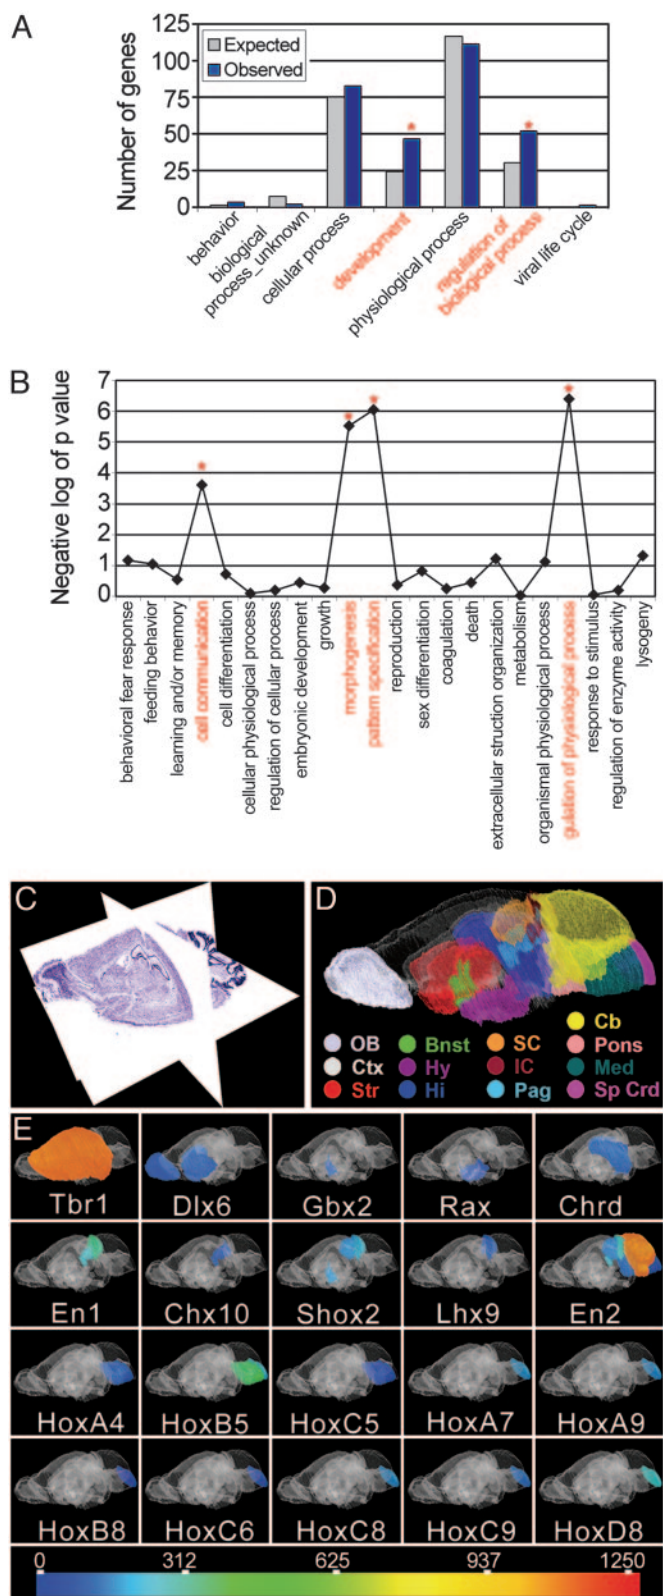 A
Number of genes
125
100
75
50
25
0
Expected
Observed
*
*
behavior
biological
process_unknown
cellular process
development
physiological process
regulation of
biological process
viral life cycle
B
Negative log of p value
7
6
5
4
3
2
1
0
*
*
*
*
behavioral fear response
feeding behavior
learning and/or memory
cell communication
cell differentiation
cellular physiological process
regulation of cellular process
embryonic development
growth
morphogenesis
pattern specification
reproduction
sex differentiation
coagulation
death
extracellular struction organization
metabolism
organismal physiological process
gulation of physiological process
response to stimulus
regulation of enzyme activity
lysogeny
C
D
Cb
OB Bnst SC Pons
Ctx Hy IC Med
Str Hi Pag Sp Crd
E
Tbr1 Dlx6 Gbx2 Rax Chrd
En1 Chx10 Shox2 Lhx9 En2
HoxA4 HoxB5 HoxC5 HoxA7 HoxA9
HoxB8 HoxC6 HoxC8 HoxC9 HoxD8
0 312 625 937 1250